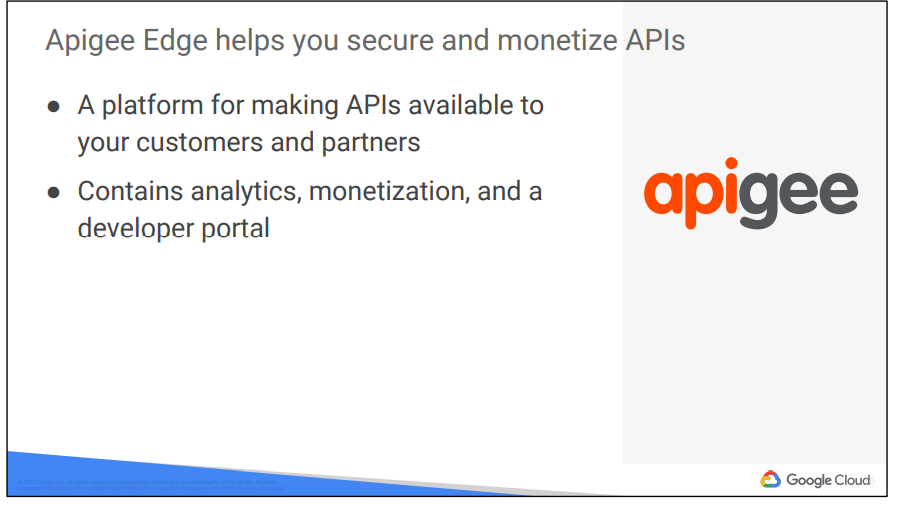 Apigee Edge helps you secure and monetize APIs
● A platform for making APIs available to
your customers and partners
● Contains analytics, monetization, and a
developer portal
apigee
Google Cloud